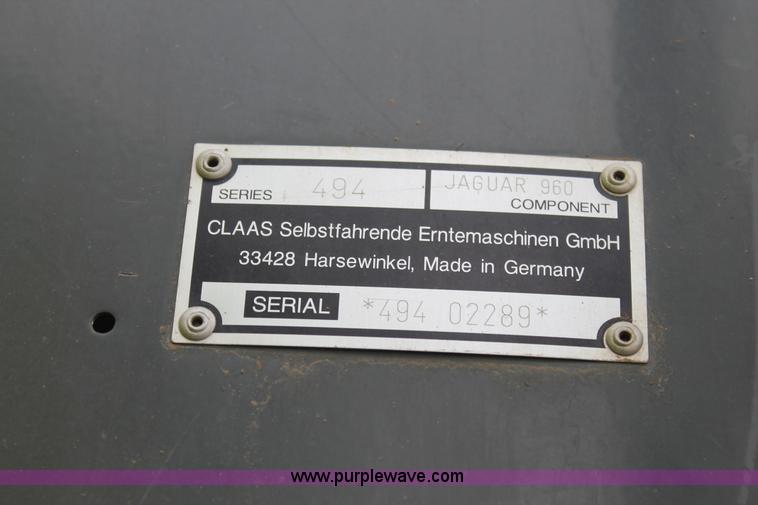 SERIES 494 JAGUAR 960
COMPONENT
CLAAS Selbstfahrende Erntemaschinen GmbH
33428 Harsewinkel, Made in Germany
SERIAL *494 02289*
www.purplewave.com